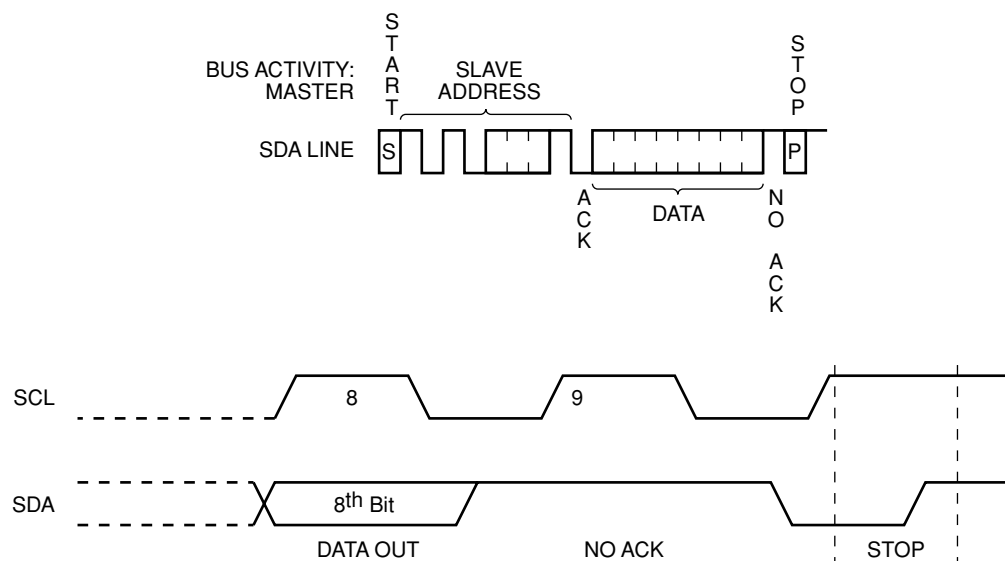 START
STOP
BUS ACTIVITY:
MASTER
SLAVE
ADDRESS
SDA LINE
S
P
ACK
DATA
NO ACK
SCL
8
9
SDA
8th Bit
DATA OUT
NO ACK
STOP